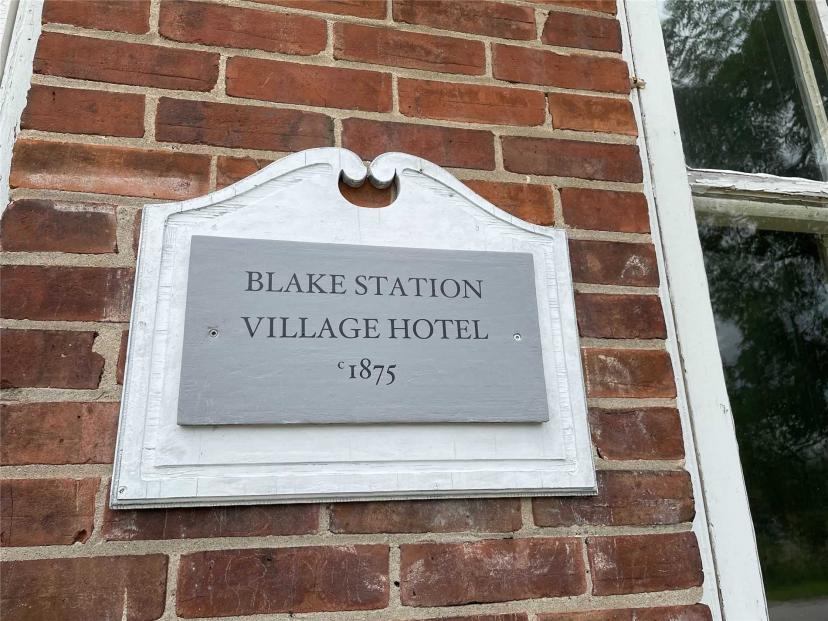 BLAKE STATION
VILLAGE HOTEL
c1875